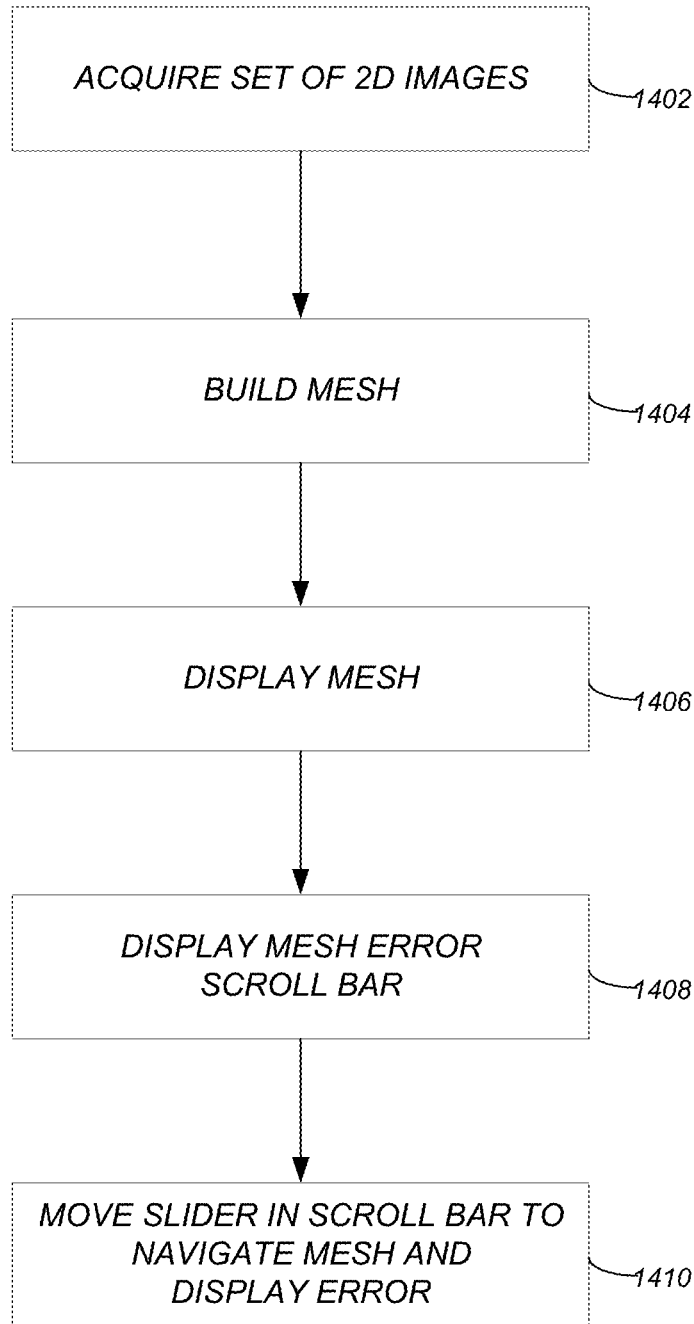 ACQUIRE SET OF 2D IMAGES
1402
BUILD MESH
1404
DISPLAY MESH
1406
DISPLAY MESH ERROR
SCROLL BAR
1408
MOVE SLIDER IN SCROLL BAR TO
NAVIGATE MESH AND
DISPLAY ERROR
1410